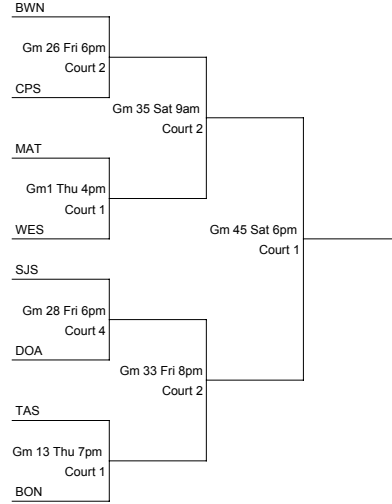 BWN
Gm 26 Fri 6pm
Court 2
CPS
Gm 35 Sat 9am
Court 2
MAT
Gm1 Thu 4pm
Court 1
WES
Gm 45 Sat 6pm
Court 1
SJS
Gm 28 Fri 6pm
Court 4
DOA
Gm 33 Fri 8pm
Court 2
TAS
Gm 13 Thu 7pm
Court 1
BON